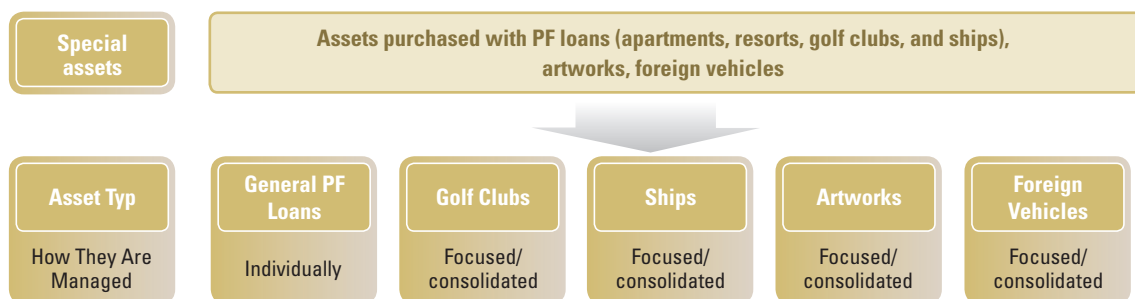 Special
assets
Assets purchased with PF loans (apartments, resorts, golf clubs, and ships),
artworks, foreign vehicles
Asset Typ
How They Are
Managed
General PF
Loans
Individually
Golf Clubs
Focused/
consolidated
Ships
Focused/
consolidated
Artworks
Focused/
consolidated
Foreign
Vehicles
Focused/
consolidated